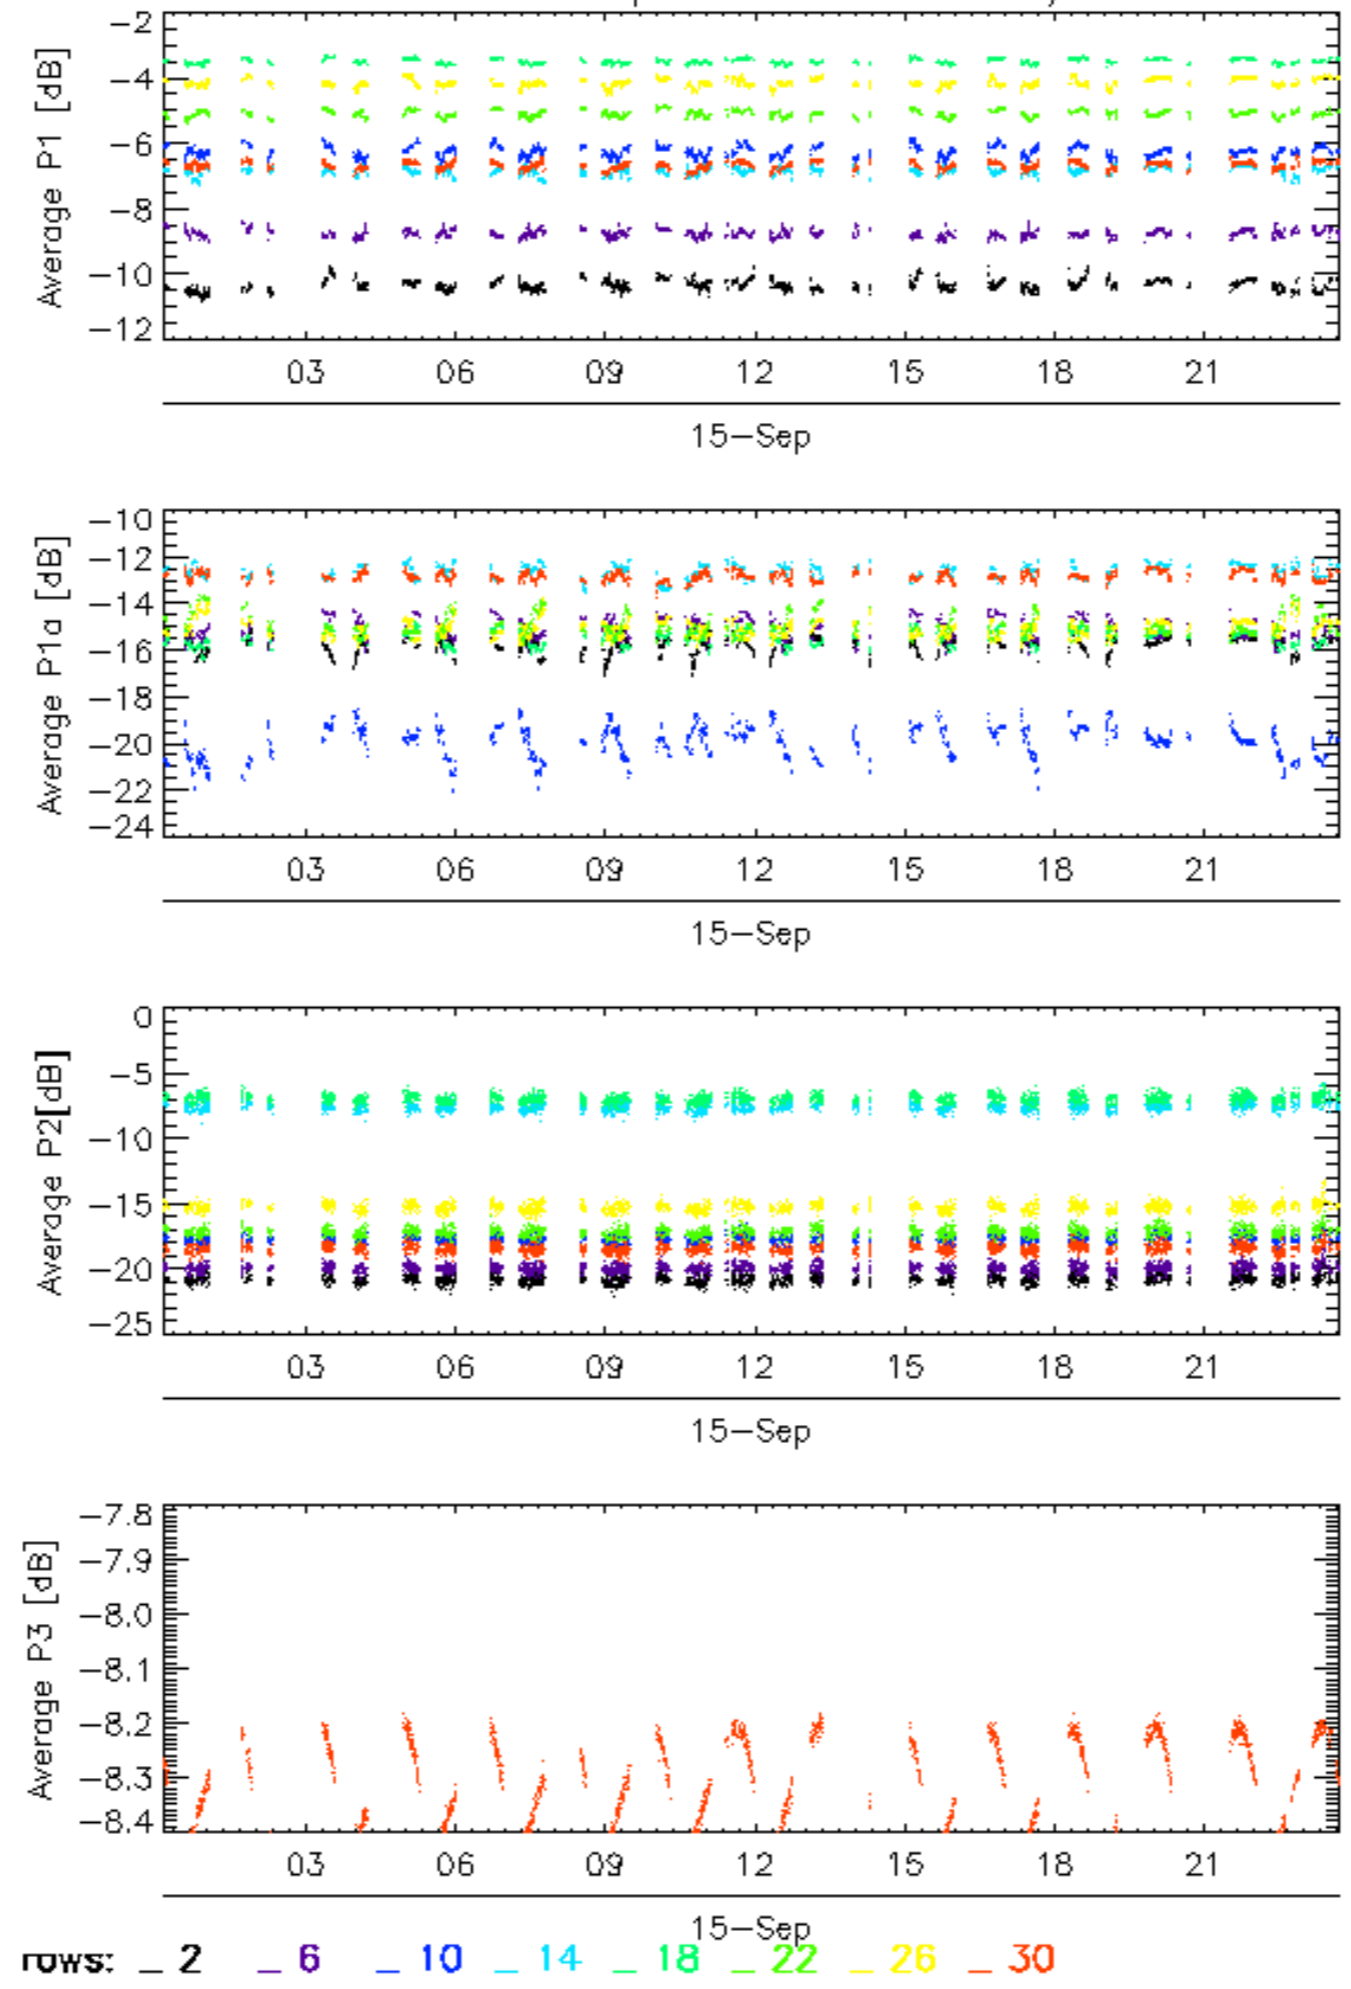 Average P1 [dB]
-2
-4
-6
-8
-10
-12
03 06 09 12 15 18 21
15-Sep
Average P1a [dB]
-10
-12
-14
-16
-18
-20
-22
-24
03 06 09 12 15 18 21
15-Sep
Average P2[dB]
0
-5
-10
-15
-20
-25
03 06 09 12 15 18 21
15-Sep
Average P3 [dB]
-7.8
-7.9
-8.0
-8.1
-8.2
-8.3
-8.4
03 06 09 12 15 18 21
15-Sep
rows: _ 2 _ 6 _ 10 _ 14 _ 18 _ 22 _ 26 _ 30